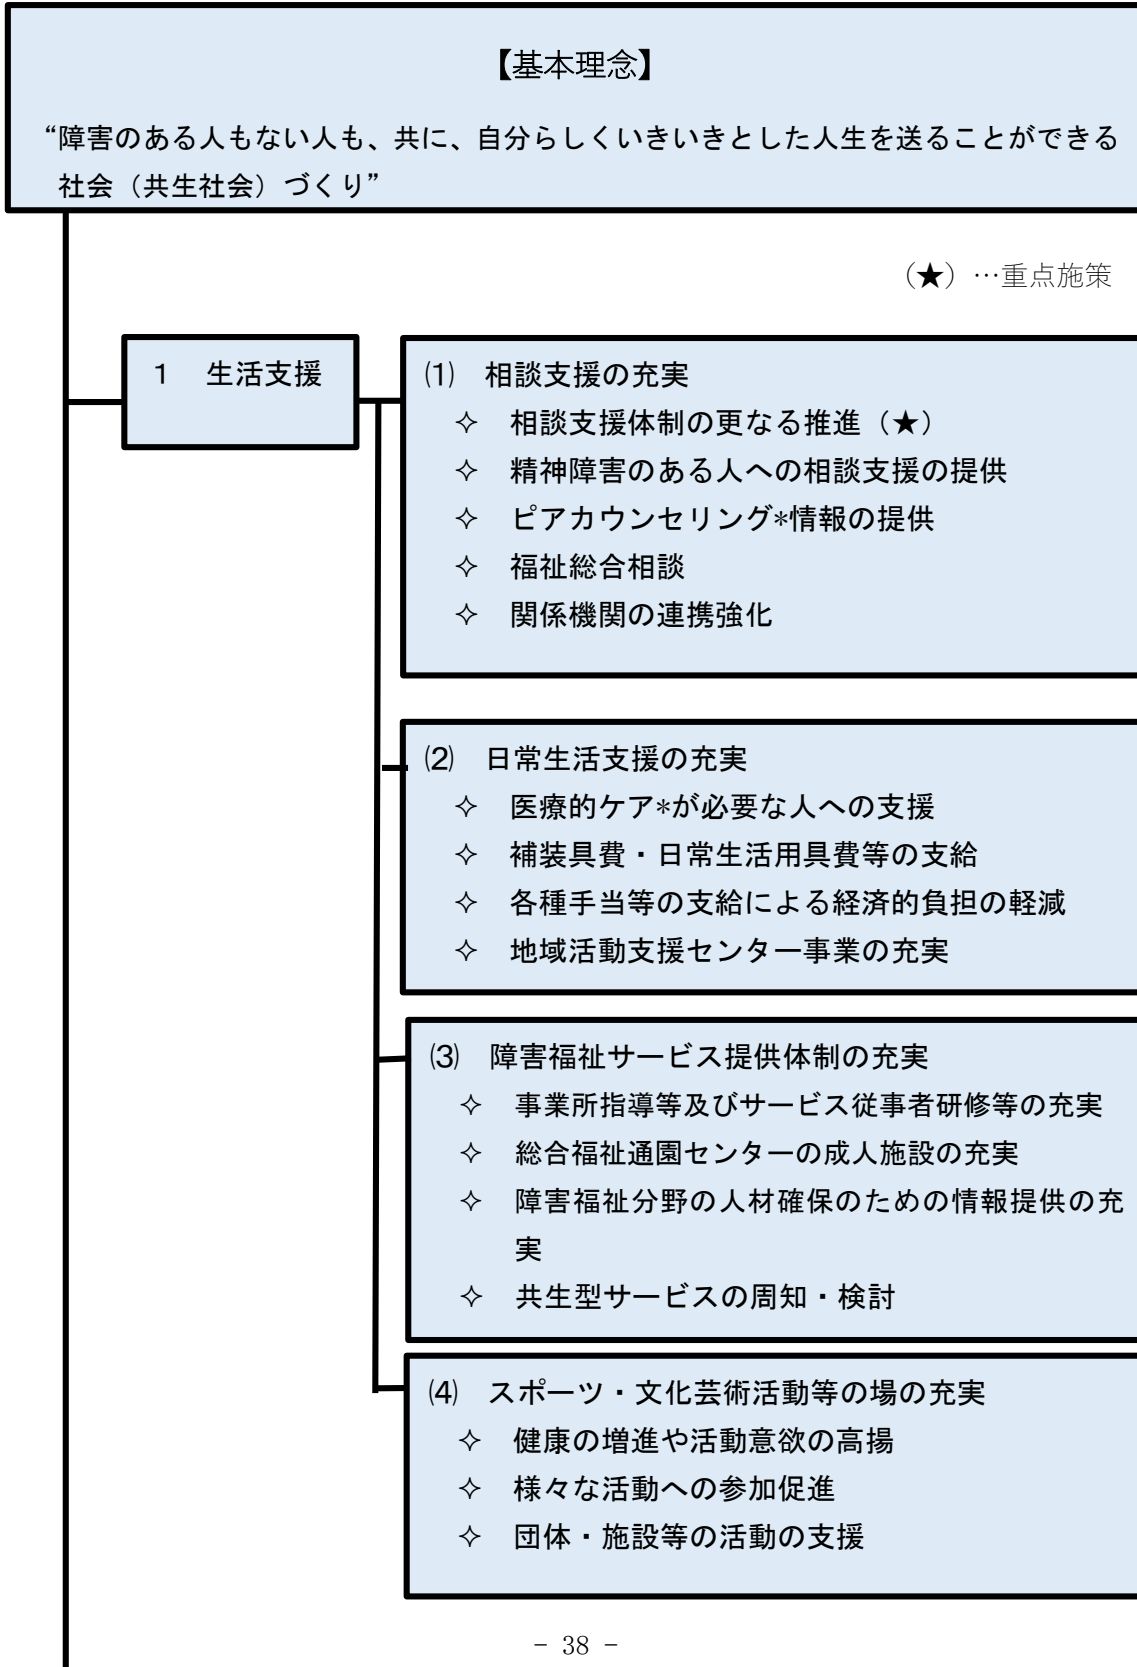 【基本理念】
“障害のある人もない人も、共に、自分らしくいきいきとした人生を送ることができる
社会（共生社会）づくり”
（★）…重点施策
1　生活支援
⑴　相談支援の充実
✧　相談支援体制の更なる推進（★）
✧　精神障害のある人への相談支援の提供
✧　ピアカウンセリング*情報の提供
✧　福祉総合相談
✧　関係機関の連携強化
⑵　日常生活支援の充実
✧　医療的ケア*が必要な人への支援
✧　補装具費・日常生活用具費等の支給
✧　各種手当等の支給による経済的負担の軽減
✧　地域活動支援センター事業の充実
⑶　障害福祉サービス提供体制の充実
✧　事業所指導等及びサービス従事者研修等の充実
✧　総合福祉通園センターの成人施設の充実
✧　障害福祉分野の人材確保のための情報提供の充
実
✧　共生型サービスの周知・検討
⑷　スポーツ・文化芸術活動等の場の充実
✧　健康の増進や活動意欲の高揚
✧　様々な活動への参加促進
✧　団体・施設等の活動の支援
- 38 -